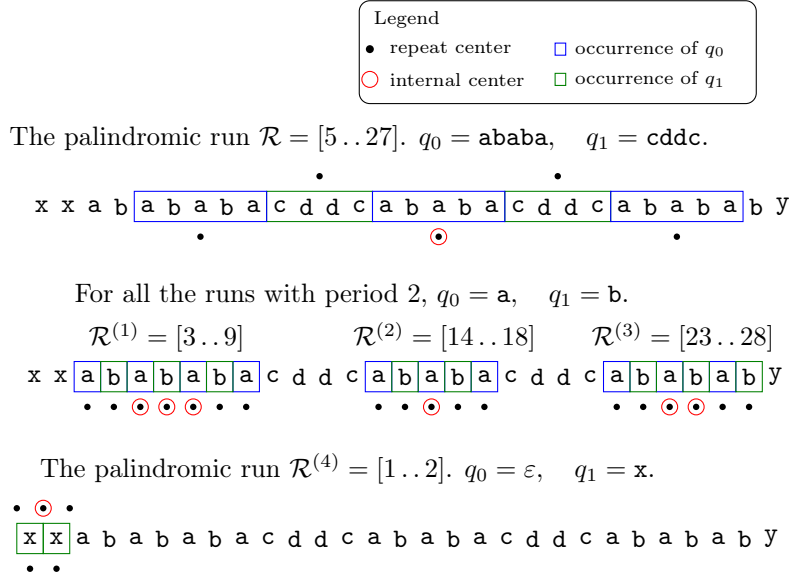 Legend
repeat center occurrence of q₀
internal center occurrence of q₁
The palindromic run ℛ = [5 . . 27]. q₀ = ababa, q₁ = cddc.
x x a b a b a b a c d d c a b a b a c d d c a b a b a b y
For all the runs with period 2, q₀ = a, q₁ = b.
ℛ⁽¹⁾ = [3 . . 9] ℛ⁽²⁾ = [14 . . 18] ℛ⁽³⁾ = [23 . . 28]
x x a b a b a b a c d d c a b a b a c d d c a b a b a b y
The palindromic run ℛ⁽⁴⁾ = [1 . . 2]. q₀ = ε, q₁ = x.
x x a b a b a b a c d d c a b a b a c d d c a b a b a b y